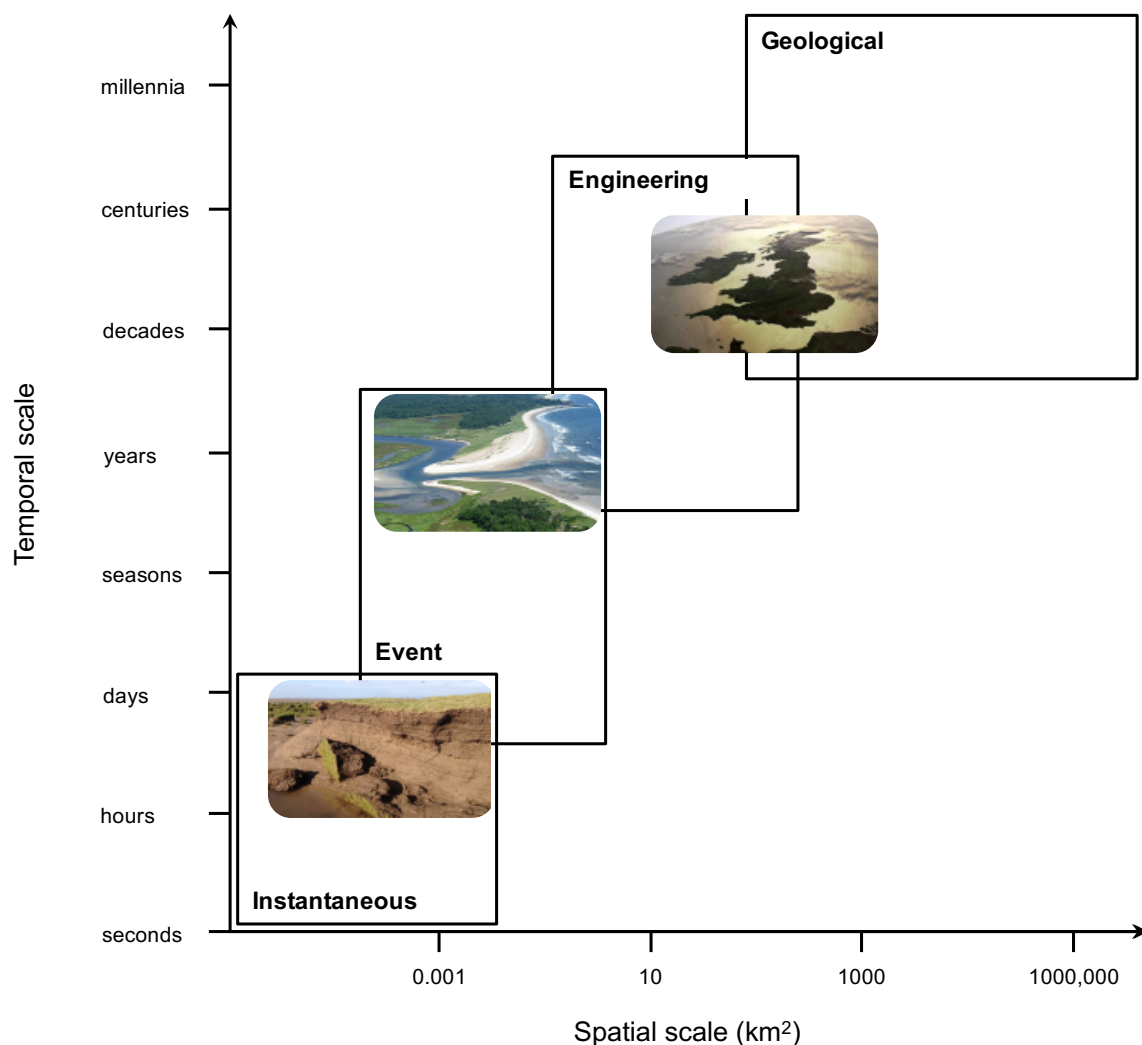 Geological
millennia
Engineering
centuries
decades
Temporal scale
years
seasons
Event
days
hours
Instantaneous
seconds
0.001
10
1000
1000,000
Spatial scale (km²)